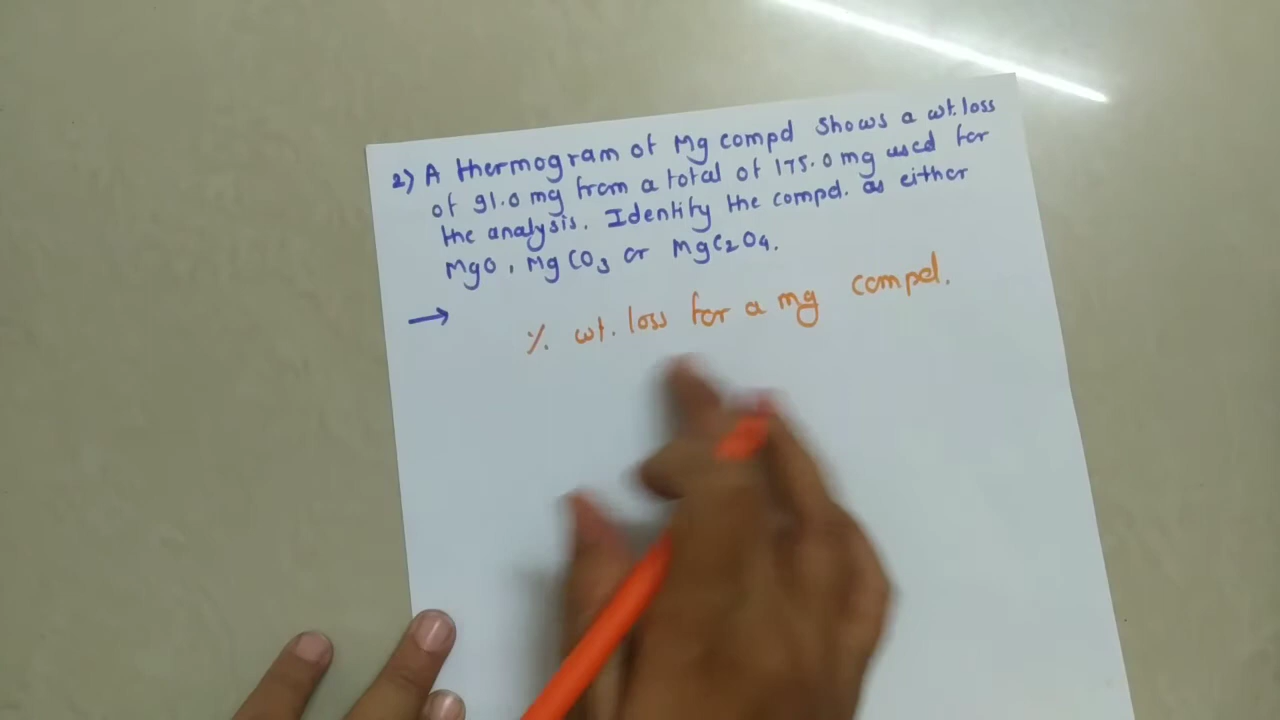 2) A thermogram of Mg compd shows a wt. loss
of 91.0 mg from a total of 175.0 mg used for
the analysis. Identify the compd. as either
MgO, MgCO3 or MgC2O4.
→ % wt. loss for a mg compd.